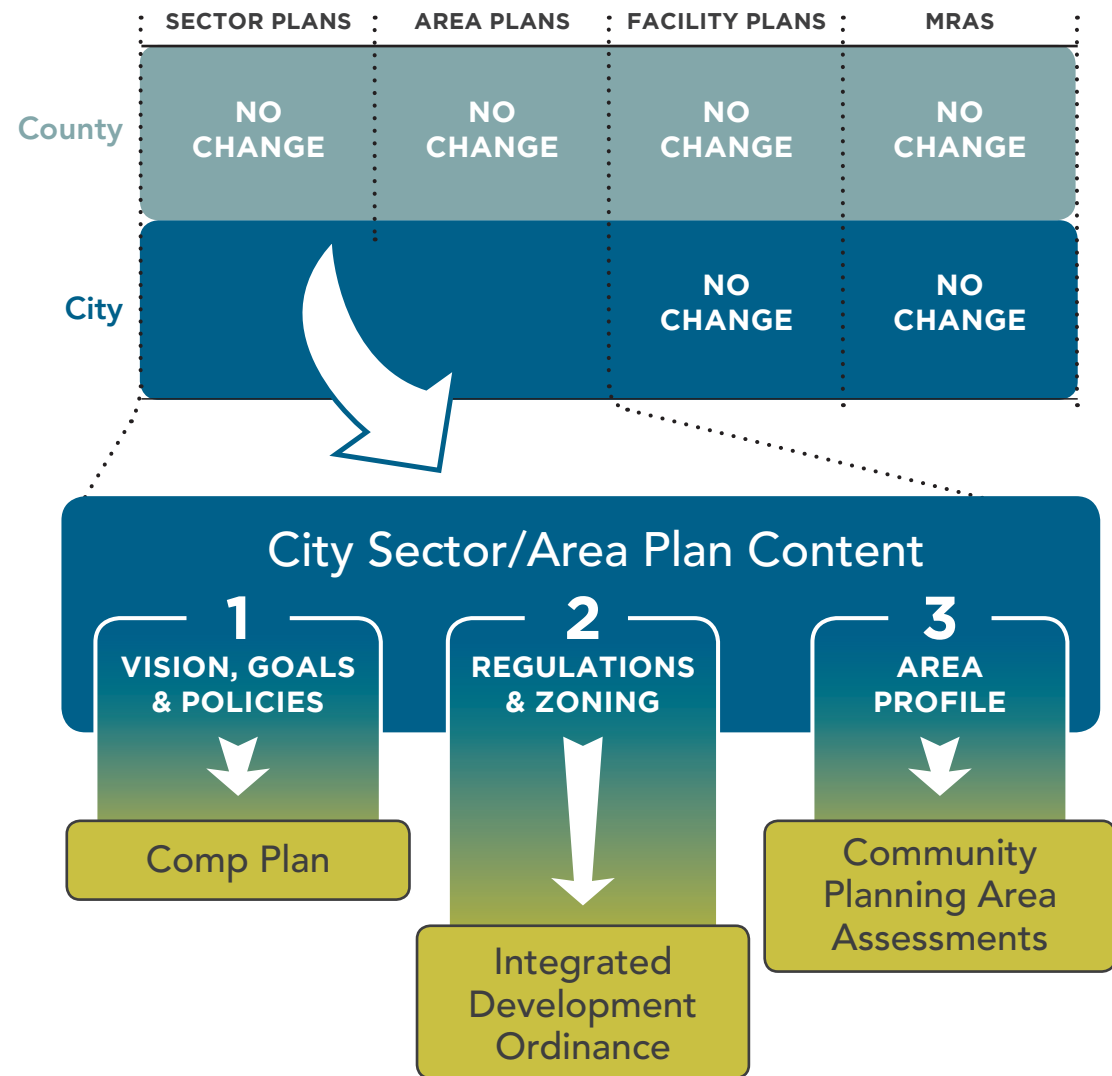 SECTOR PLANS AREA PLANS FACILITY PLANS MRAS
County
NO
CHANGE
NO
CHANGE
NO
CHANGE
NO
CHANGE
City
NO
CHANGE
NO
CHANGE
City Sector/Area Plan Content
1
VISION, GOALS
& POLICIES
2
REGULATIONS
& ZONING
3
AREA
PROFILE
Comp Plan
Integrated
Development
Ordinance
Community
Planning Area
Assessments